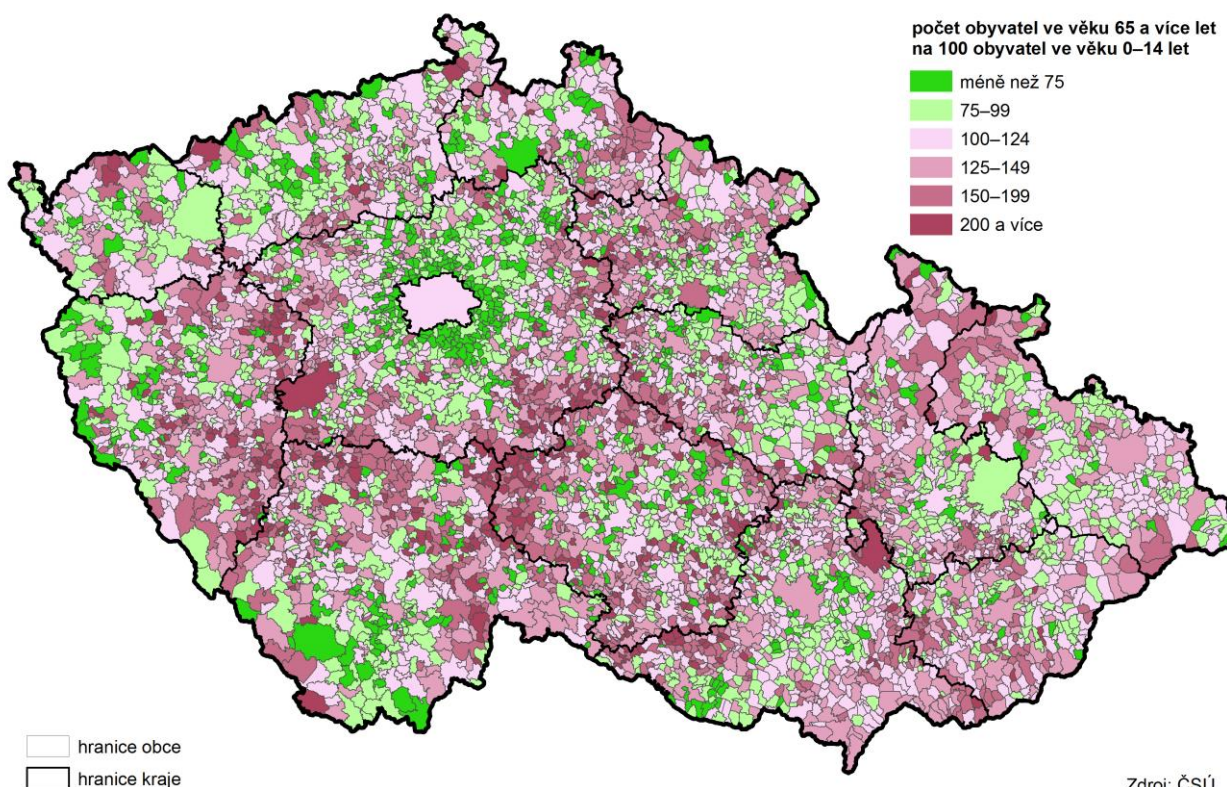 počet obyvatel ve věku 65 a více let
na 100 obyvatel ve věku 0–14 let
méně než 75
75–99
100–124
125–149
150–199
200 a více
hranice obce
hranice kraje
Zdroj: ČSÚ